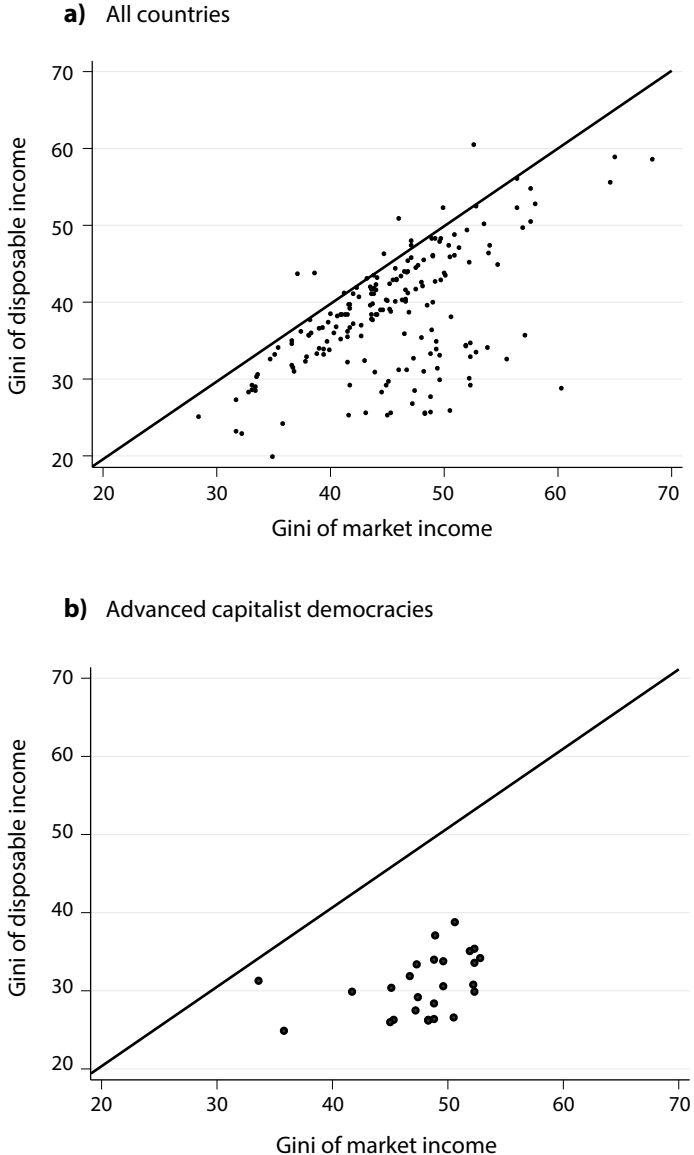 a) All countries
70
60
50
40
30
20
20 30 40 50 60 70
Gini of disposable income
Gini of market income
b) Advanced capitalist democracies
70
60
50
40
30
20
20 30 40 50 60 70
Gini of disposable income
Gini of market income